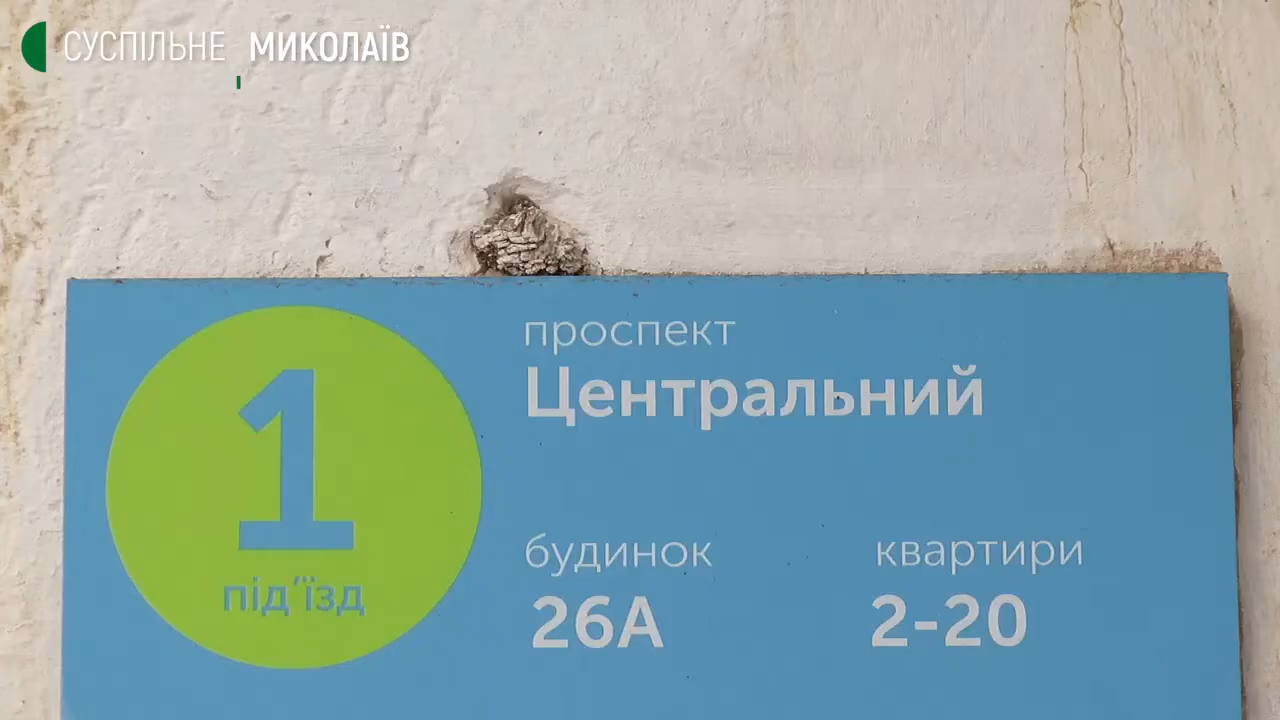 СУСПІЛЬНЕ МИКОЛАЇВ
1
під'їзд
проспект
Центральний
будинок
26А
квартири
2-20